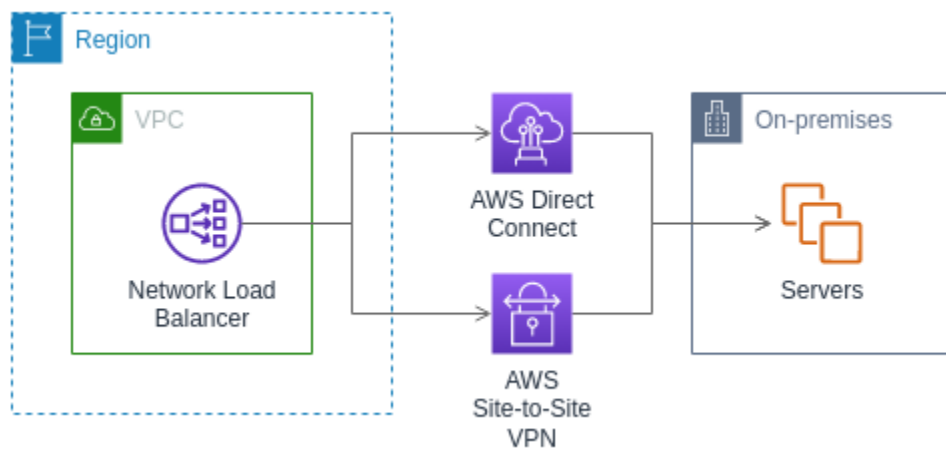 Region
VPC
On-premises
AWS Direct
Connect
Network Load
Balancer
Servers
AWS
Site-to-Site
VPN